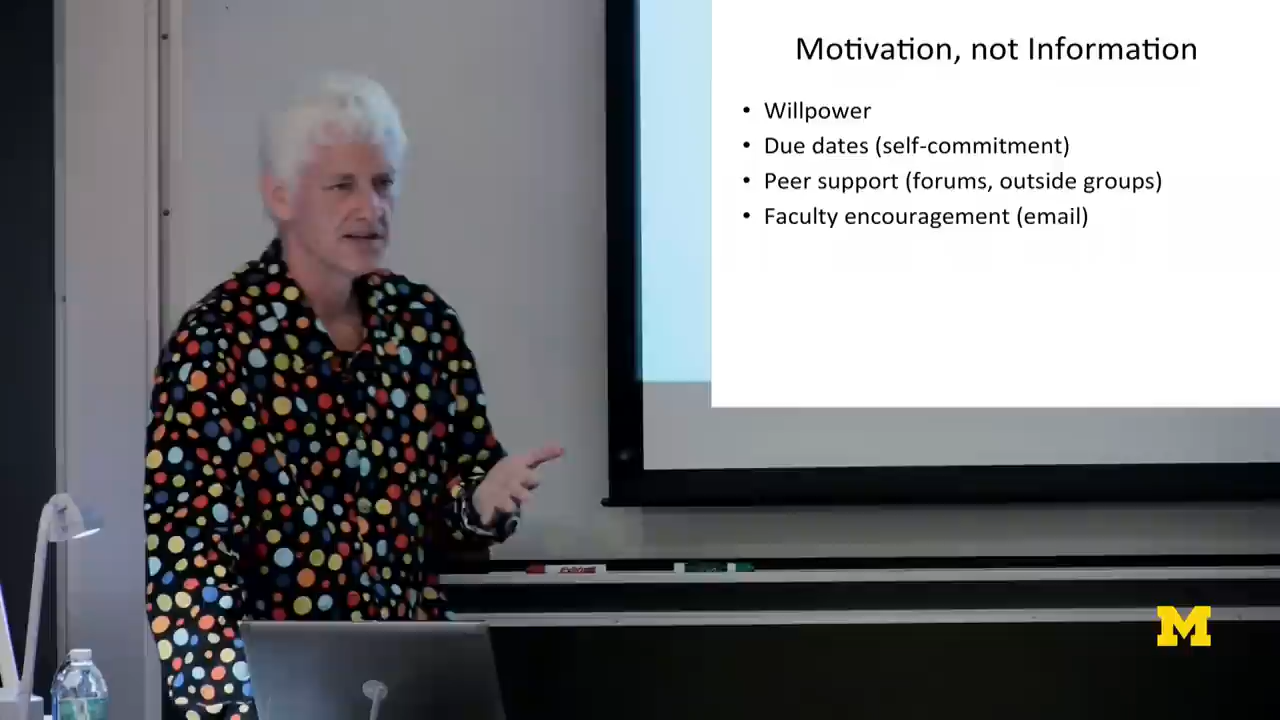 Motivation, not Information
• Willpower
• Due dates (self-commitment)
• Peer support (forums, outside groups)
• Faculty encouragement (email)
M